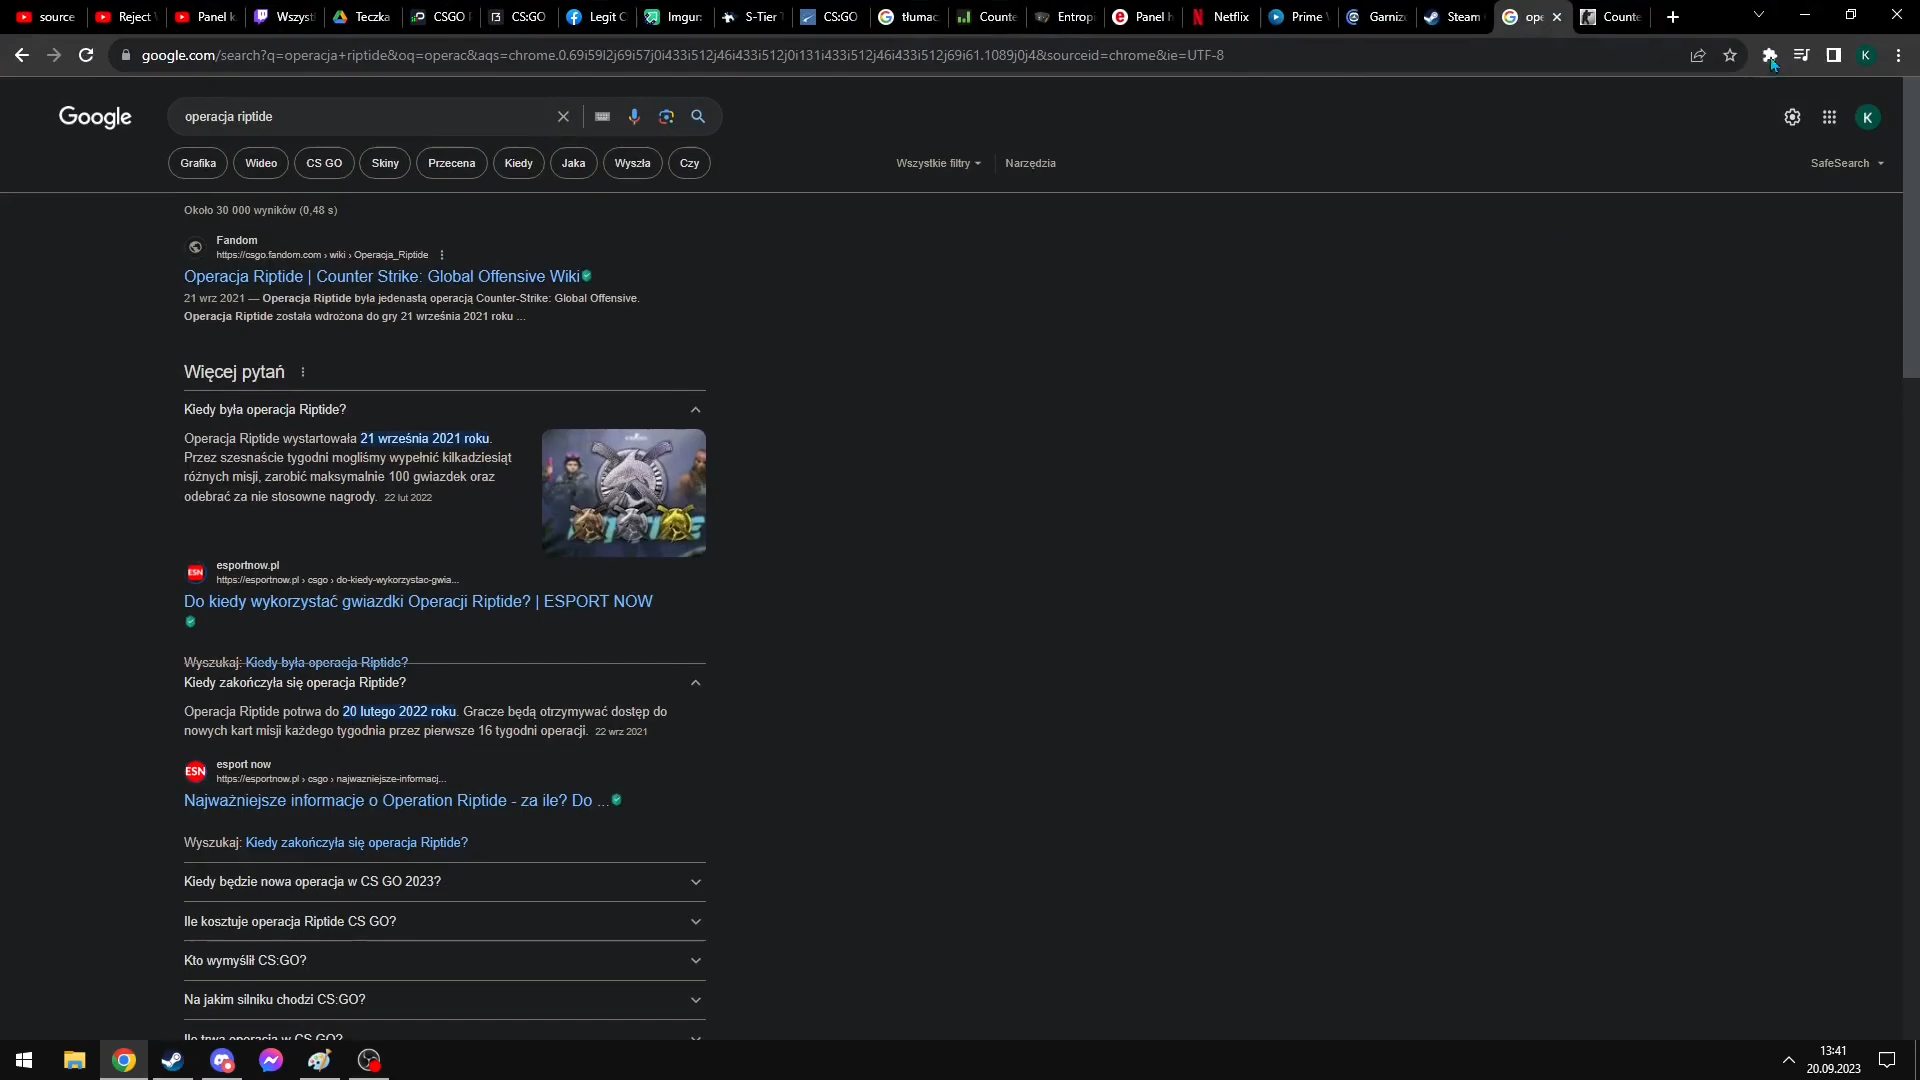 source
Reject
Panel k
Wszyst
Teczka
CSGO
CS:GO
Legit C
Imgur
S-Tier
CS:GO
tłumac
Counte
Entropi
Panel h
Netflix
Prime V
Garnizo
Steam
ope
Counte
google.com/search?q=operacja+riptide&oq=operac&aqs=chrome.0.69i59l2j69i57j0i433i512j46i433i512j0i131i433i512j46i433i512j69i61.1089j0j4&sourceid=chrome&ie=UTF-8
K
Google
operacja riptide
K
Grafika
Wideo
CS GO
Skiny
Przecena
Kiedy
Jaka
Wyszła
Czy
Wszystkie filtry
Narzędzia
SafeSearch
Około 30 000 wyników (0,48 s)
Fandom
https://csgo.fandom.com › wiki › Operacja_Riptide
Operacja Riptide | Counter Strike: Global Offensive Wiki
21 wrz 2021 — Operacja Riptide była jedenastą operacją Counter-Strike: Global Offensive.
Operacja Riptide została wdrożona do gry 21 września 2021 roku ...
Więcej pytań
Kiedy była operacja Riptide?
Operacja Riptide wystartowała 21 września 2021 roku.
Przez szesnaście tygodni mogliśmy wypełnić kilkadziesiąt
różnych misji, zarobić maksymalnie 100 gwiazdek oraz
odebrać za nie stosowne nagrody. 22 lut 2022
ESN
esportnow.pl
https://esportnow.pl › csgo › do-kiedy-wykorzystac-gwia...
Do kiedy wykorzystać gwiazdki Operacji Riptide? | ESPORT NOW
Wyszukaj: Kiedy była operacja Riptide?
Kiedy zakończyła się operacja Riptide?
Operacja Riptide potrwa do 20 lutego 2022 roku. Gracze będą otrzymywać dostęp do
nowych kart misji każdego tygodnia przez pierwsze 16 tygodni operacji. 22 wrz 2021
ESN
esport now
https://esportnow.pl › csgo › najwazniejsze-informacj...
Najważniejsze informacje o Operation Riptide - za ile? Do ...
Wyszukaj: Kiedy zakończyła się operacja Riptide?
Kiedy będzie nowa operacja w CS GO 2023?
Ile kosztuje operacja Riptide CS GO?
Kto wymyślił CS:GO?
Na jakim silniku chodzi CS:GO?
Ile trwa operacja w CS GO?
13:41
20.09.2023